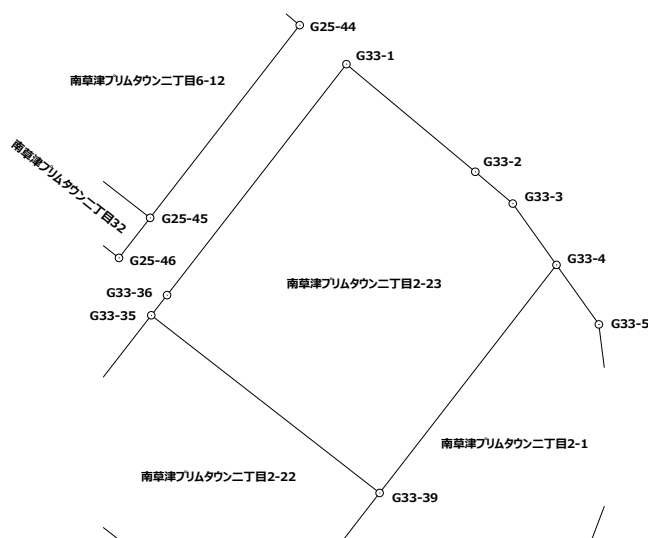 G25-44
G33-1
南草津プリムタウン二丁目6-12
G33-2
南草津プリムタウン二丁目32
G33-3
G25-45
G25-46
G33-4
G33-36
南草津プリムタウン二丁目2-23
G33-35
G33-5
南草津プリムタウン二丁目2-1
南草津プリムタウン二丁目2-22
G33-39